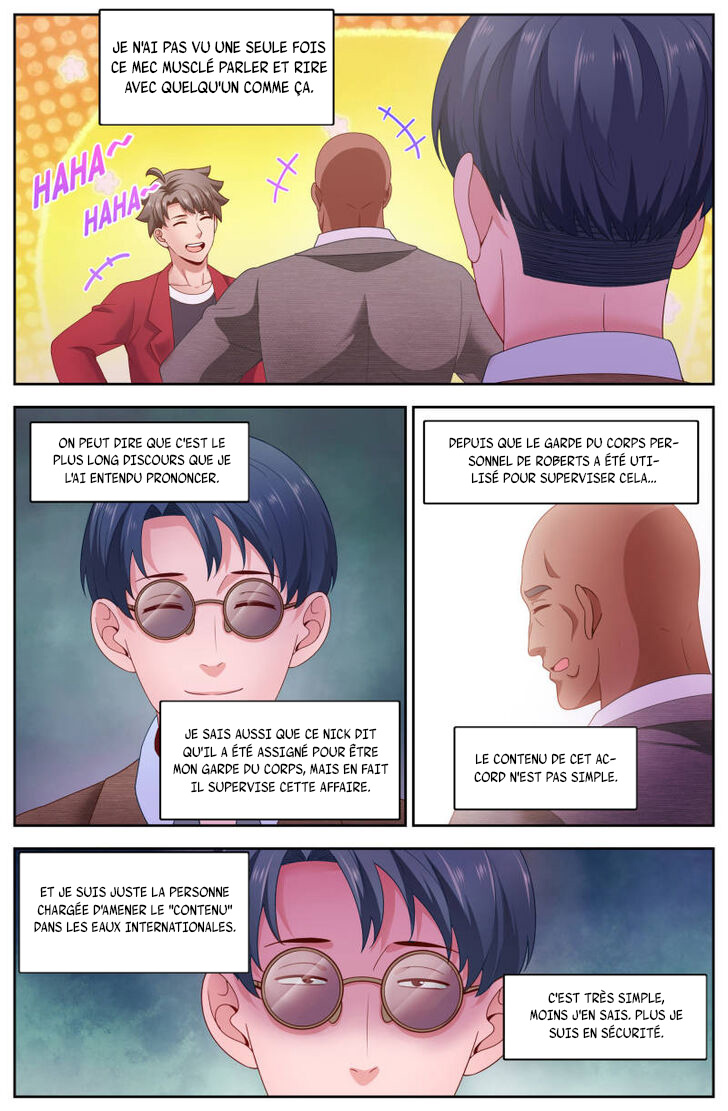 JE N'AI PAS VU UNE SEULE FOIS
CE MEC MUSCLÉ PARLER ET RIRE
AVEC QUELQU'UN COMME ÇA.
HAHA~
HAHA~
ON PEUT DIRE QUE C'EST LE
PLUS LONG DISCOURS QUE JE
L'AI ENTENDU PRONONCER.
JE SAIS AUSSI QUE CE NICK DIT
QU'IL A ÉTÉ ASSIGNÉ POUR ÊTRE
MON GARDE DU CORPS, MAIS EN FAIT
IL SUPERVISE CETTE AFFAIRE.
DEPUIS QUE LE GARDE DU CORPS PER-
SONNEL DE ROBERTS A ÉTÉ UTI-
LISÉ POUR SUPERVISER CELA...
LE CONTENU DE CET AC-
CORD N'EST PAS SIMPLE.
ET JE SUIS JUSTE LA PERSONNE
CHARGÉE D'AMENER LE "CONTENU"
DANS LES EAUX INTERNATIONALES.
C'EST TRÈS SIMPLE,
MOINS J'EN SAIS. PLUS JE
SUIS EN SÉCURITÉ.